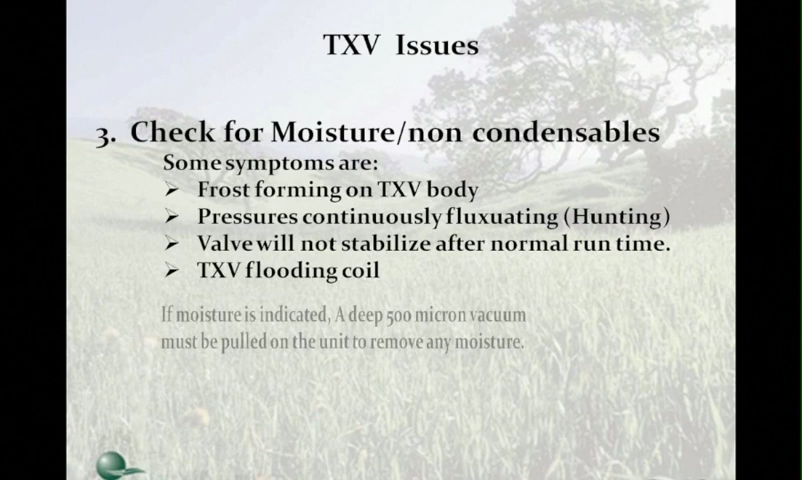 TXV Issues
3. Check for Moisture/non condensables
Some symptoms are:
➢ Frost forming on TXV body
➢ Pressures continuously fluxuating (Hunting)
➢ Valve will not stabilize after normal run time.
➢ TXV flooding coil
If moisture is indicated, A deep 500 micron vacuum
must be pulled on the unit to remove any moisture.